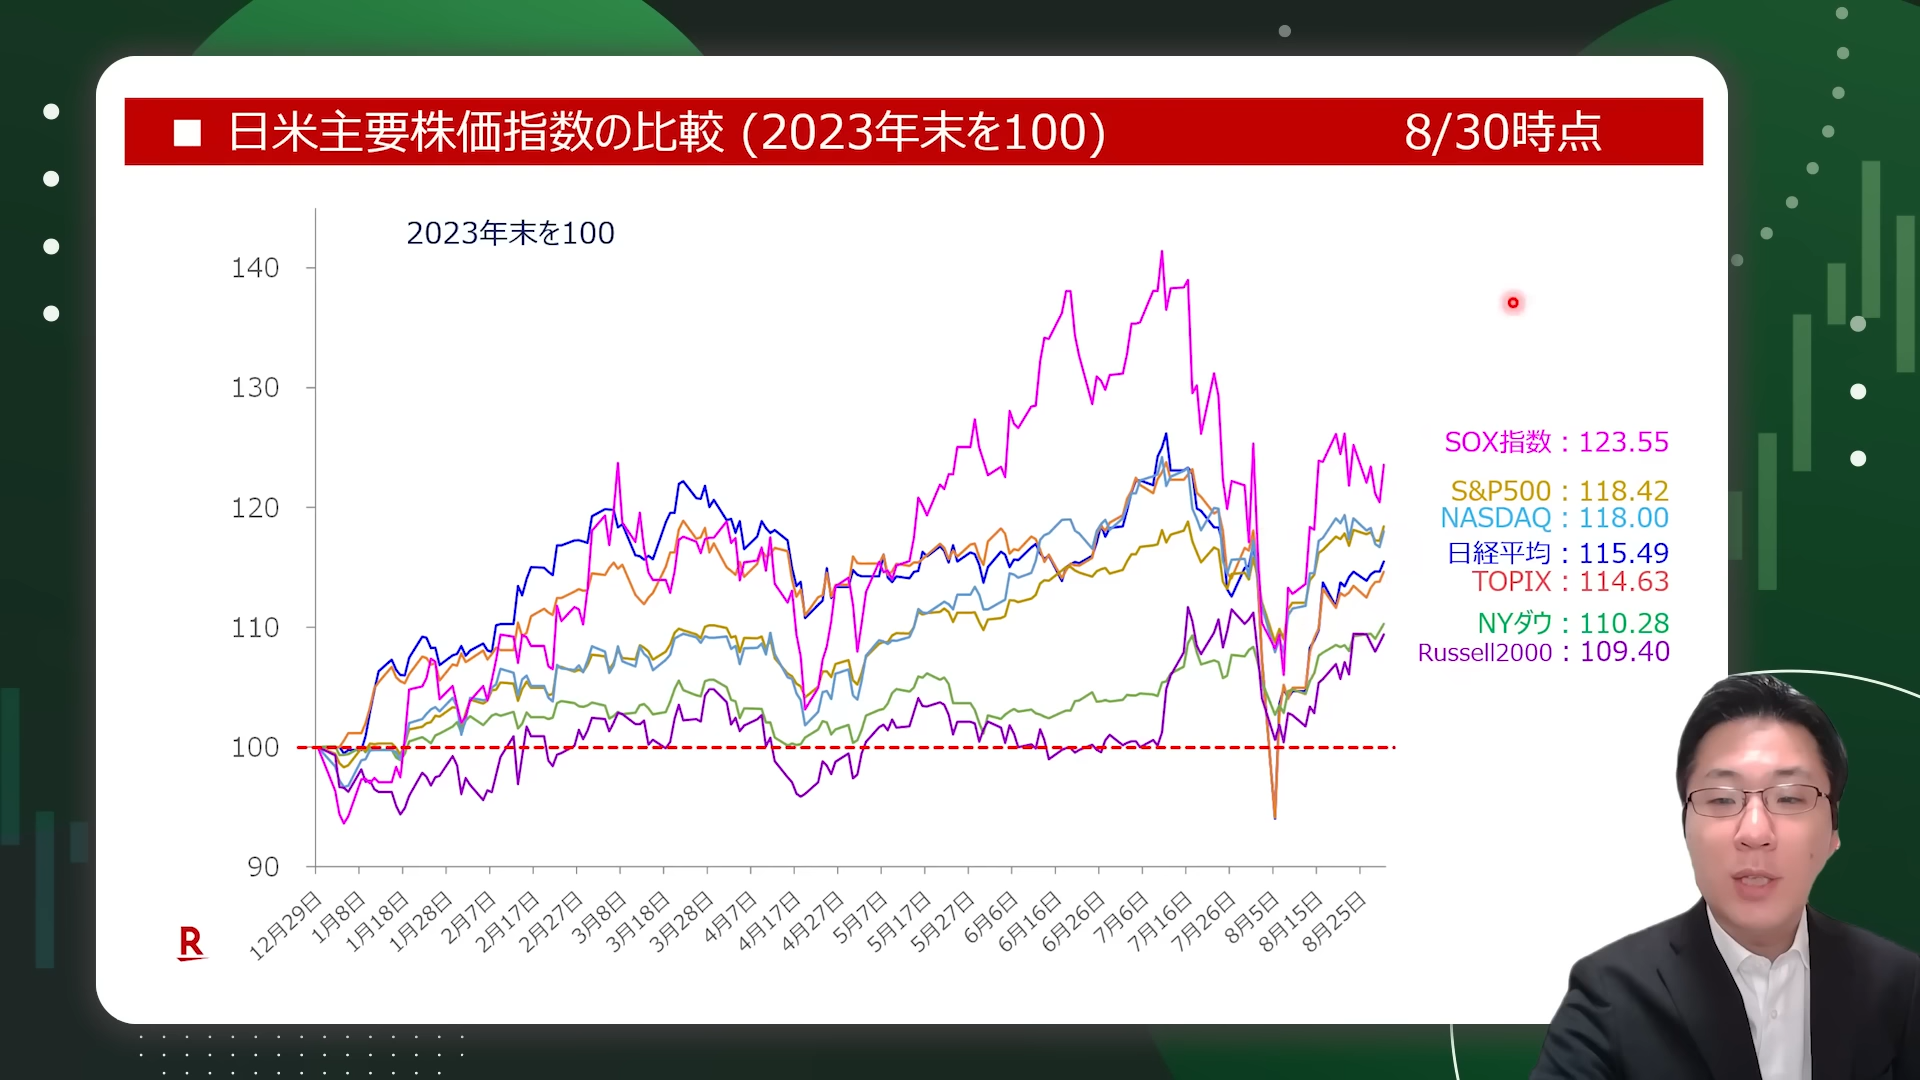 ■ 日米主要株価指数の比較 (2023年末を100) 8/30時点
2023年末を100
140
130
120
110
100
90
SOX指数:123.55
S&P500:118.42
NASDAQ:118.00
日経平均:115.49
TOPIX:114.63
NYダウ:110.28
Russell2000:109.40
12月29日
1月8日
1月18日
1月28日
2月7日
2月17日
2月27日
3月8日
3月18日
3月28日
4月7日
4月17日
4月27日
5月7日
5月17日
5月27日
6月6日
6月16日
6月26日
7月6日
7月16日
7月26日
8月5日
8月15日
8月25日
R